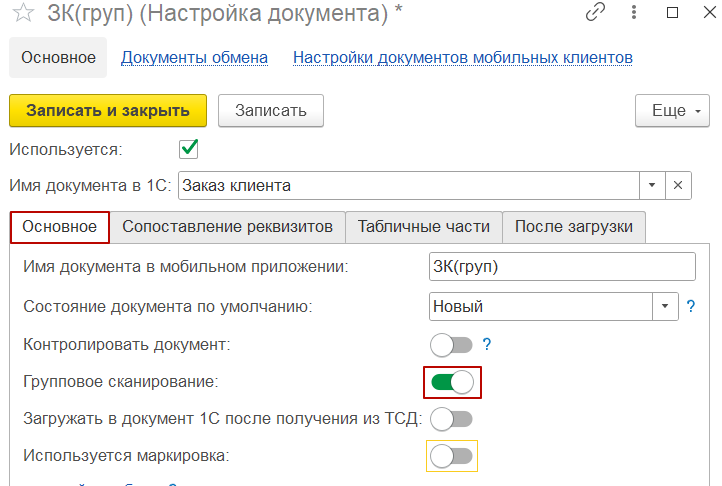 ЗК(груп) (Настройка документа) *
Основное Документы обмена Настройки документов мобильных клиентов
Записать и закрыть Записать Еще
Используется:
Имя документа в 1С: Заказ клиента
Основное Сопоставление реквизитов Табличные части После загрузки
Имя документа в мобильном приложении: ЗК(груп)
Состояние документа по умолчанию: Новый ?
Контролировать документ: ?
Групповое сканирование:
Загружать в документ 1С после получения из ТСД:
Используется маркировка: